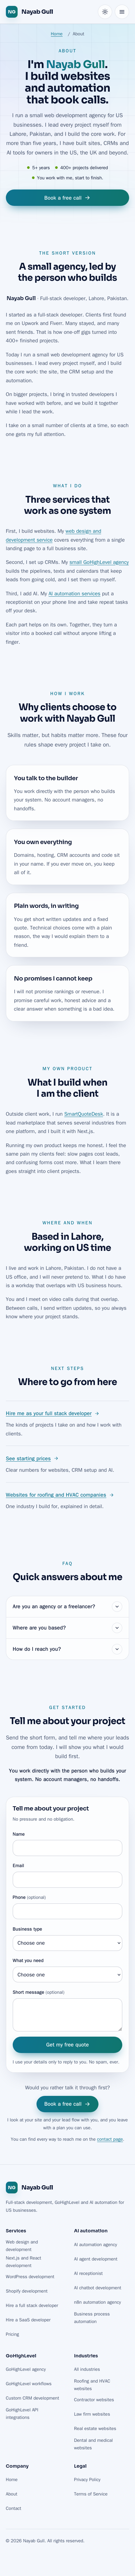 NG Nayab Gull
Home / About
ABOUT
I'm Nayab Gull.
I build websites
and automation
that book calls.
I run a small web development agency for US
businesses. I lead every project myself from
Lahore, Pakistan, and I build the core work. For
more than five years, that has built sites, CRMs and
AI tools for owners in the US, the UK and beyond.
5+ years
400+ projects delivered
You work with me, start to finish.
Book a free call →
THE SHORT VERSION
A small agency, led by
the person who builds
Nayab Gull · Full-stack developer, Lahore, Pakistan.
I started as a full-stack developer. Clients first found
me on Upwork and Fiverr. Many stayed, and many sent
friends. That is how one-off gigs turned into
400+ finished projects.
Today I run a small web development agency for US
businesses. I lead every project myself, and I build
the core work: the site, the CRM setup and the
automation.
On bigger projects, I bring in trusted developers I
have worked with before, and we build it together
while I lead the work.
I take on a small number of clients at a time, so each
one gets my full attention.
WHAT I DO
Three services that
work as one system
First, I build websites. My web design and
development service covers everything from a single
landing page to a full business site.
Second, I set up CRMs. My small GoHighLevel agency
builds the pipelines, texts and calendars that keep
leads from going cold, and I set them up myself.
Third, I add AI. My AI automation services put a
receptionist on your phone line and take repeat tasks
off your desk.
Each part helps on its own. Together, they turn a
visitor into a booked call without anyone lifting a
finger.
HOW I WORK
Why clients choose to
work with Nayab Gull
Skills matter, but habits matter more. These four
rules shape every project I take on.
You talk to the builder
You work directly with the person who builds
your system. No account managers, no
handoffs.
You own everything
Domains, hosting, CRM accounts and code sit
in your name. If you ever move on, you keep
all of it.
Plain words, in writing
You get short written updates and a fixed
quote. Technical choices come with a plain
reason, the way I would explain them to a
friend.
No promises I cannot keep
I will not promise rankings or revenue. I
promise careful work, honest advice and a
clear answer when something is a bad idea.
MY OWN PRODUCT
What I build when
I am the client
Outside client work, I run SmartQuoteDesk. It is a
lead marketplace that serves several industries from
one platform, and I built it with Next.js.
Running my own product keeps me honest. I feel the
same pain my clients feel: slow pages cost leads,
and confusing forms cost more. What I learn there
goes straight into client projects.
WHERE AND WHEN
Based in Lahore,
working on US time
I live and work in Lahore, Pakistan. I do not have a
US office, and I will never pretend to. What I do have
is a workday that overlaps with US business hours.
You and I meet on video calls during that overlap.
Between calls, I send written updates, so you always
know where your project stands.
NEXT STEPS
Where to go from here
Hire me as your full stack developer →
The kinds of projects I take on and how I work with
clients.
See starting prices →
Clear numbers for websites, CRM setup and AI.
Websites for roofing and HVAC companies →
One industry I build for, explained in detail.
FAQ
Quick answers about me
Are you an agency or a freelancer?
Where are you based?
How do I reach you?
GET STARTED
Tell me about your project
Send the short form, and tell me where your leads
come from today. I will show you what I would build
first.
You work directly with the person who builds your
system. No account managers, no handoffs.
Tell me about your project
No pressure and no obligation.
Name
Email
Phone (optional)
Business type
Choose one
What you need
Choose one
Short message (optional)
Get my free quote
I use your details only to reply to you. No spam, ever.
Would you rather talk it through first?
Book a free call →
I look at your site and your lead flow with you, and you leave
with a plan you can use.
You can find every way to reach me on the contact page.
NG Nayab Gull
Full-stack development, GoHighLevel and AI automation for
US businesses.
Services
Web design and
development
Next.js and React
development
WordPress development
Shopify development
Hire a full stack developer
Hire a SaaS developer
Pricing
AI automation
AI automation agency
AI agent development
AI receptionist
AI chatbot development
n8n automation agency
Business process
automation
GoHighLevel
GoHighLevel agency
GoHighLevel workflows
Custom CRM development
GoHighLevel API
integrations
Industries
All industries
Roofing and HVAC
websites
Contractor websites
Law firm websites
Real estate websites
Dental and medical
websites
Company
Home
About
Contact
Legal
Privacy Policy
Terms of Service
© 2026 Nayab Gull. All rights reserved.